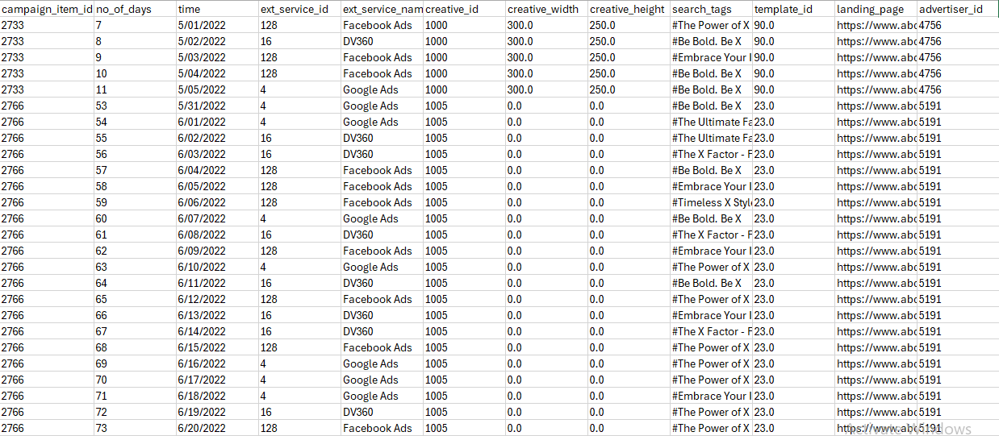 campaign_item_id no_of_days time ext_service_id ext_service_nam creative_id creative_width creative_height search_tags template_id landing_page advertiser_id
2733 7 5/01/2022 128 Facebook Ads 1000 300.0 250.0 #The Power of X 90.0 https://www.abc 4756
2733 8 5/02/2022 16 DV360 1000 300.0 250.0 #Be Bold. Be X 90.0 https://www.abc 4756
2733 9 5/03/2022 128 Facebook Ads 1000 300.0 250.0 #Embrace Your I 90.0 https://www.abc 4756
2733 10 5/04/2022 128 Facebook Ads 1000 300.0 250.0 #Be Bold. Be X 90.0 https://www.abc 4756
2733 11 5/05/2022 4 Google Ads 1000 300.0 250.0 #Be Bold. Be X 90.0 https://www.abc 4756
2766 53 5/31/2022 4 Google Ads 1005 0.0 0.0 #Be Bold. Be X 23.0 https://www.abc 5191
2766 54 6/01/2022 4 Google Ads 1005 0.0 0.0 #The Ultimate Fa 23.0 https://www.abc 5191
2766 55 6/02/2022 16 DV360 1005 0.0 0.0 #The Ultimate Fa 23.0 https://www.abc 5191
2766 56 6/03/2022 16 DV360 1005 0.0 0.0 #The X Factor - F 23.0 https://www.abc 5191
2766 57 6/04/2022 128 Facebook Ads 1005 0.0 0.0 #Be Bold. Be X 23.0 https://www.abc 5191
2766 58 6/05/2022 128 Facebook Ads 1005 0.0 0.0 #Embrace Your I 23.0 https://www.abc 5191
2766 59 6/06/2022 128 Facebook Ads 1005 0.0 0.0 #Timeless X Styl 23.0 https://www.abc 5191
2766 60 6/07/2022 4 Google Ads 1005 0.0 0.0 #Be Bold. Be X 23.0 https://www.abc 5191
2766 61 6/08/2022 16 DV360 1005 0.0 0.0 #The X Factor - F 23.0 https://www.abc 5191
2766 62 6/09/2022 128 Facebook Ads 1005 0.0 0.0 #Embrace Your I 23.0 https://www.abc 5191
2766 63 6/10/2022 4 Google Ads 1005 0.0 0.0 #The Power of X 23.0 https://www.abc 5191
2766 64 6/11/2022 16 DV360 1005 0.0 0.0 #Be Bold. Be X 23.0 https://www.abc 5191
2766 65 6/12/2022 128 Facebook Ads 1005 0.0 0.0 #The Power of X 23.0 https://www.abc 5191
2766 66 6/13/2022 16 DV360 1005 0.0 0.0 #Embrace Your I 23.0 https://www.abc 5191
2766 67 6/14/2022 16 DV360 1005 0.0 0.0 #The X Factor - F 23.0 https://www.abc 5191
2766 68 6/15/2022 128 Facebook Ads 1005 0.0 0.0 #The Power of X 23.0 https://www.abc 5191
2766 69 6/16/2022 4 Google Ads 1005 0.0 0.0 #The Power of X 23.0 https://www.abc 5191
2766 70 6/17/2022 4 Google Ads 1005 0.0 0.0 #The Power of X 23.0 https://www.abc 5191
2766 71 6/18/2022 4 Google Ads 1005 0.0 0.0 #Embrace Your I 23.0 https://www.abc 5191
2766 72 6/19/2022 16 DV360 1005 0.0 0.0 #The Power of X 23.0 https://www.abc 5191
2766 73 6/20/2022 128 Facebook Ads 1005 0.0 0.0 #The Power of X 23.0 https://www.abc 5191
Activate Windows